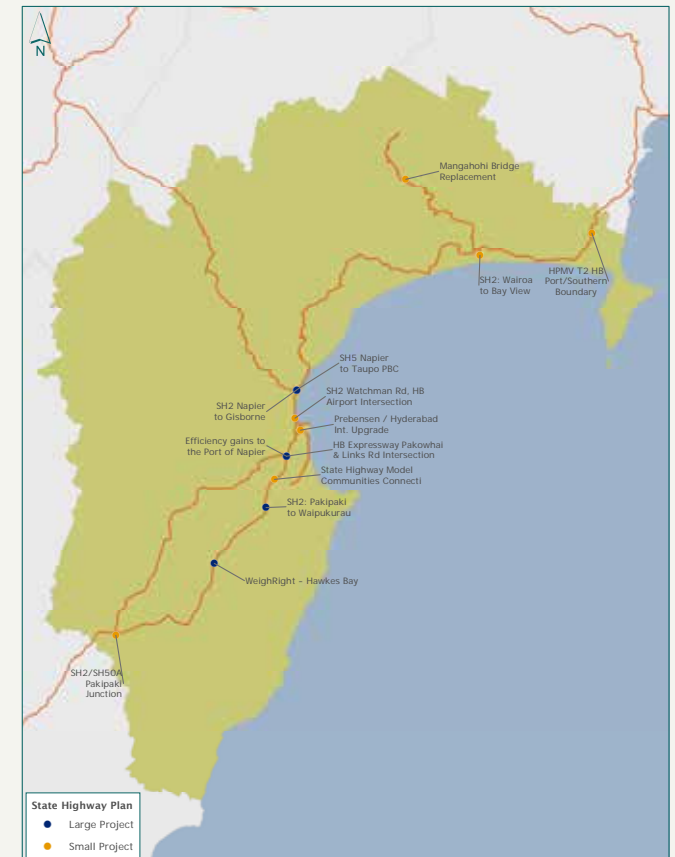 N
Mangahohi Bridge
Replacement
HPMV T2 HB
Port/Southern
Boundary
SH2: Wairoa
to Bay View
SH5 Napier
to Taupo PBC
SH2 Napier
to Gisborne
SH2 Watchman Rd, HB
Airport Intersection
Prebensen / Hyderabad
Int. Upgrade
Efficiency gains to
the Port of Napier
HB Expressway Pakowhai
& Links Rd Intersection
State Highway Model
Communities Connecti
SH2: Pakipaki
to Waipukurau
WeighRight – Hawkes Bay
SH2/SH50A
Pakipaki
Junction
State Highway Plan
Large Project
Small Project